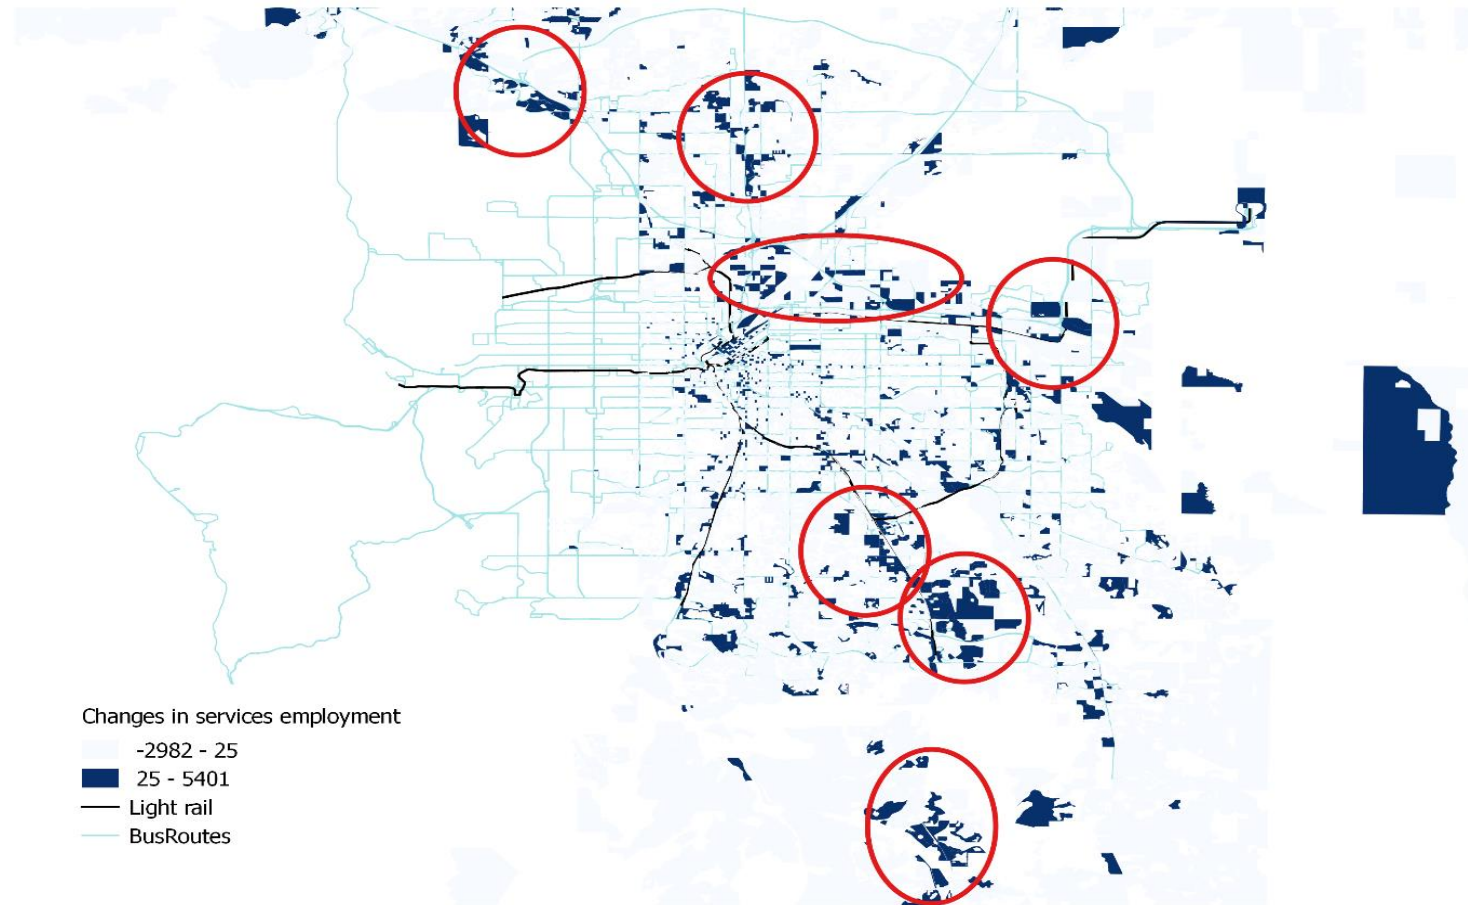 Changes in services employment
-2982 - 25
25 - 5401
Light rail
BusRoutes